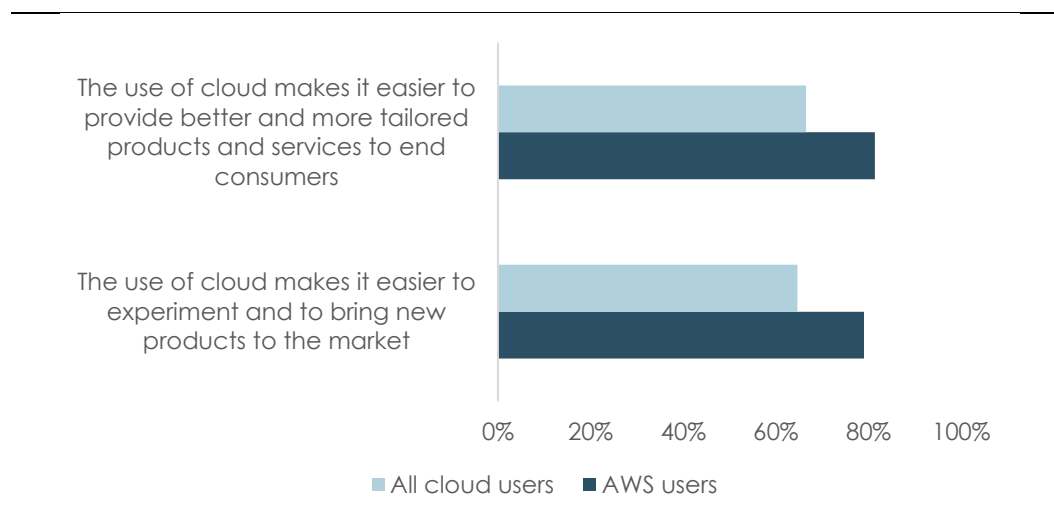 The use of cloud makes it easier to
provide better and more tailored
products and services to end
consumers
The use of cloud makes it easier to
experiment and to bring new
products to the market
0% 20% 40% 60% 80% 100%
All cloud users AWS users